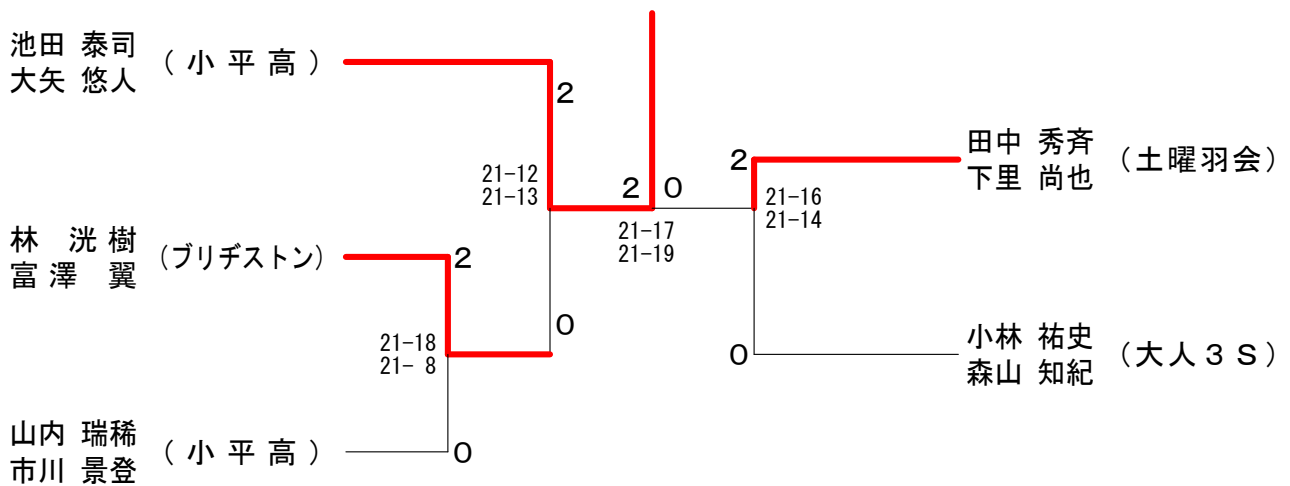 池田 泰司
大矢 悠人
(小平高)
2
21-12
21-13
林 洸樹
富澤 翼
(ブリヂストン)
2
0
21-18
21- 8
山内 瑞稀
市川 景登
(小平高)
0
2 0
21-17
21-19
2
田中 秀斉
下里 尚也
(土曜羽会)
21-16
21-14
0
小林 祐史
森山 知紀
(大人3S)